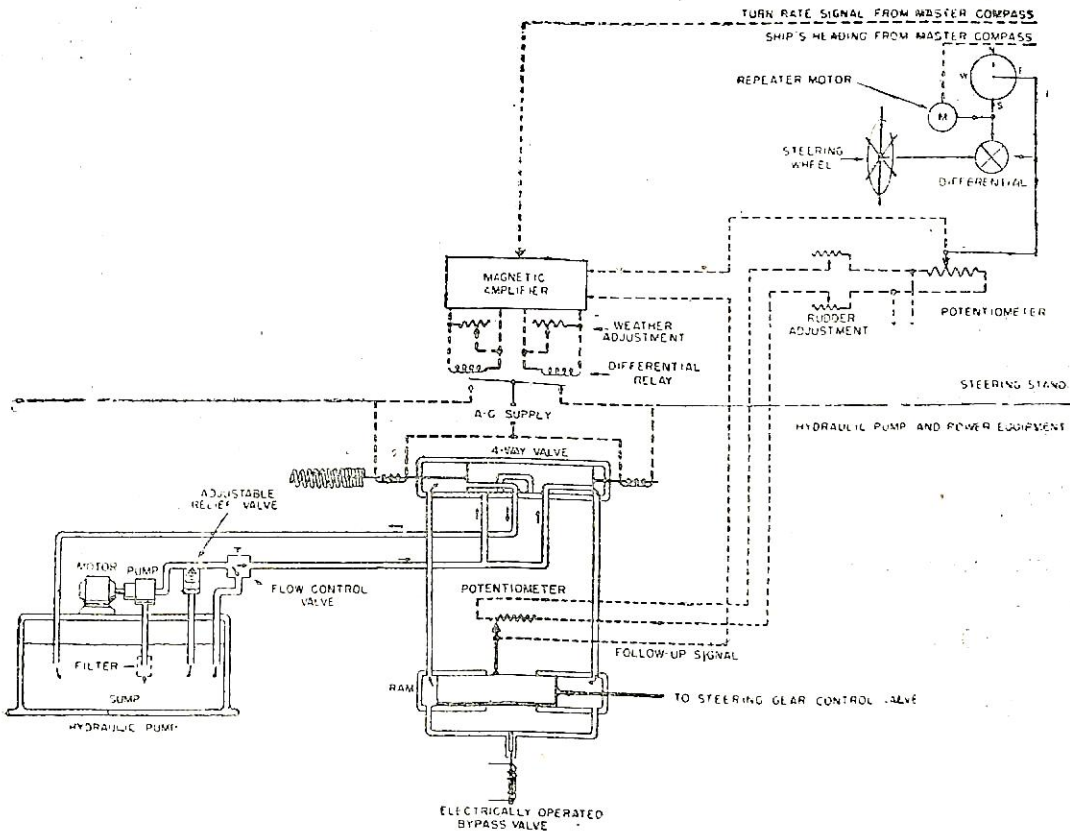 TURN RATE SIGNAL FROM MASTER COMPASS
SHIP'S HEADING FROM MASTER COMPASS
REPEATER MOTOR
W
E
S
M
STEERING
WHEEL
DIFFERENTIAL
MAGNETIC
AMPLIFIER
WEATHER
ADJUSTMENT
RUDDER
ADJUSTMENT
POTENTIOMETER
DIFFERENTIAL
RELAY
STEERING STAND
A-C SUPPLY
HYDRAULIC PUMP AND POWER EQUIPMENT
4-WAY VALVE
ADJUSTABLE
RELIEF VALVE
MOTOR
PUMP
FLOW CONTROL
VALVE
POTENTIOMETER
FOLLOW-UP SIGNAL
FILTER
RAM
TO STEERING GEAR CONTROL VALVE
SUMP
HYDRAULIC PUMP
ELECTRICALLY OPERATED
BYPASS VALVE